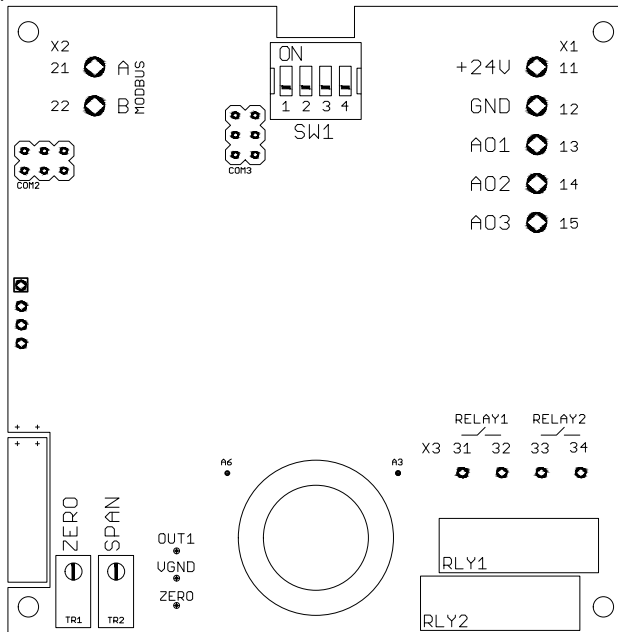 X2
21 A
22 B
MODBUS
COM2
ON
1 2 3 4
SW1
COM3
X1
+24V 11
GND 12
AO1 13
AO2 14
AO3 15
RELAY1 RELAY2
X3 31 32 33 34
A6
A3
ZERO
SPAN
TR1
TR2
OUT1
VGND
ZERO
RLY1
RLY2